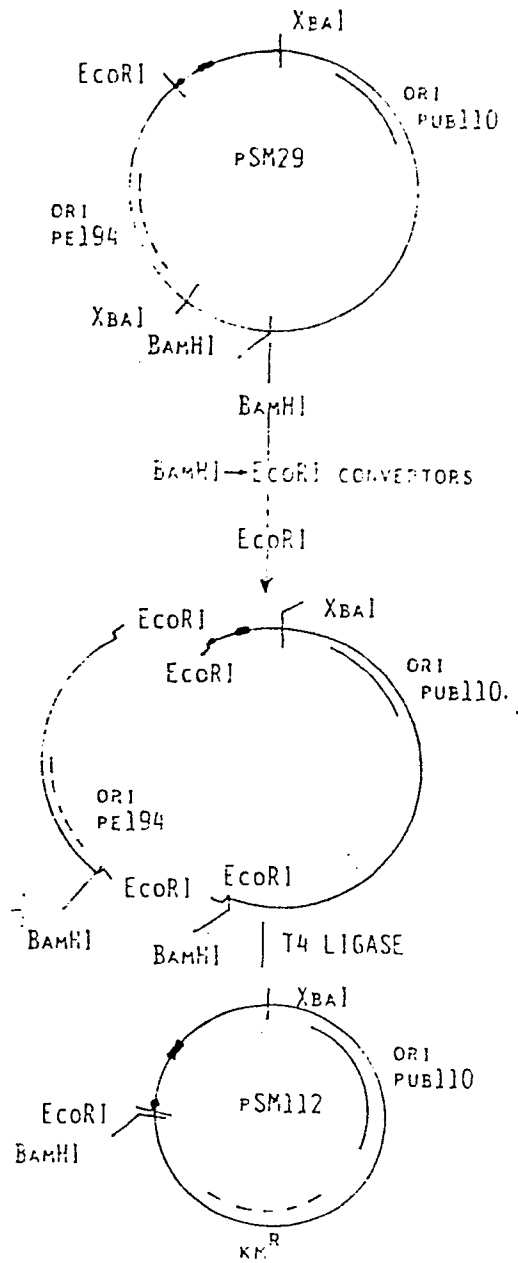 XBAI
ECORI
ORI
PUB110
PSM29
ORI
PE194
XBAI
BAMHI
BAMHI
BAMHI→ECORI CONVERTORS
ECORI
ECORI
XBAI
ECORI
ORI
PUB110.
ORI
PE194
ECORI
ECORI
BAMHI
BAMHI
T4 LIGASE
XBAI
ORI
PUB110
PSM112
ECORI
BAMHI
KM^R